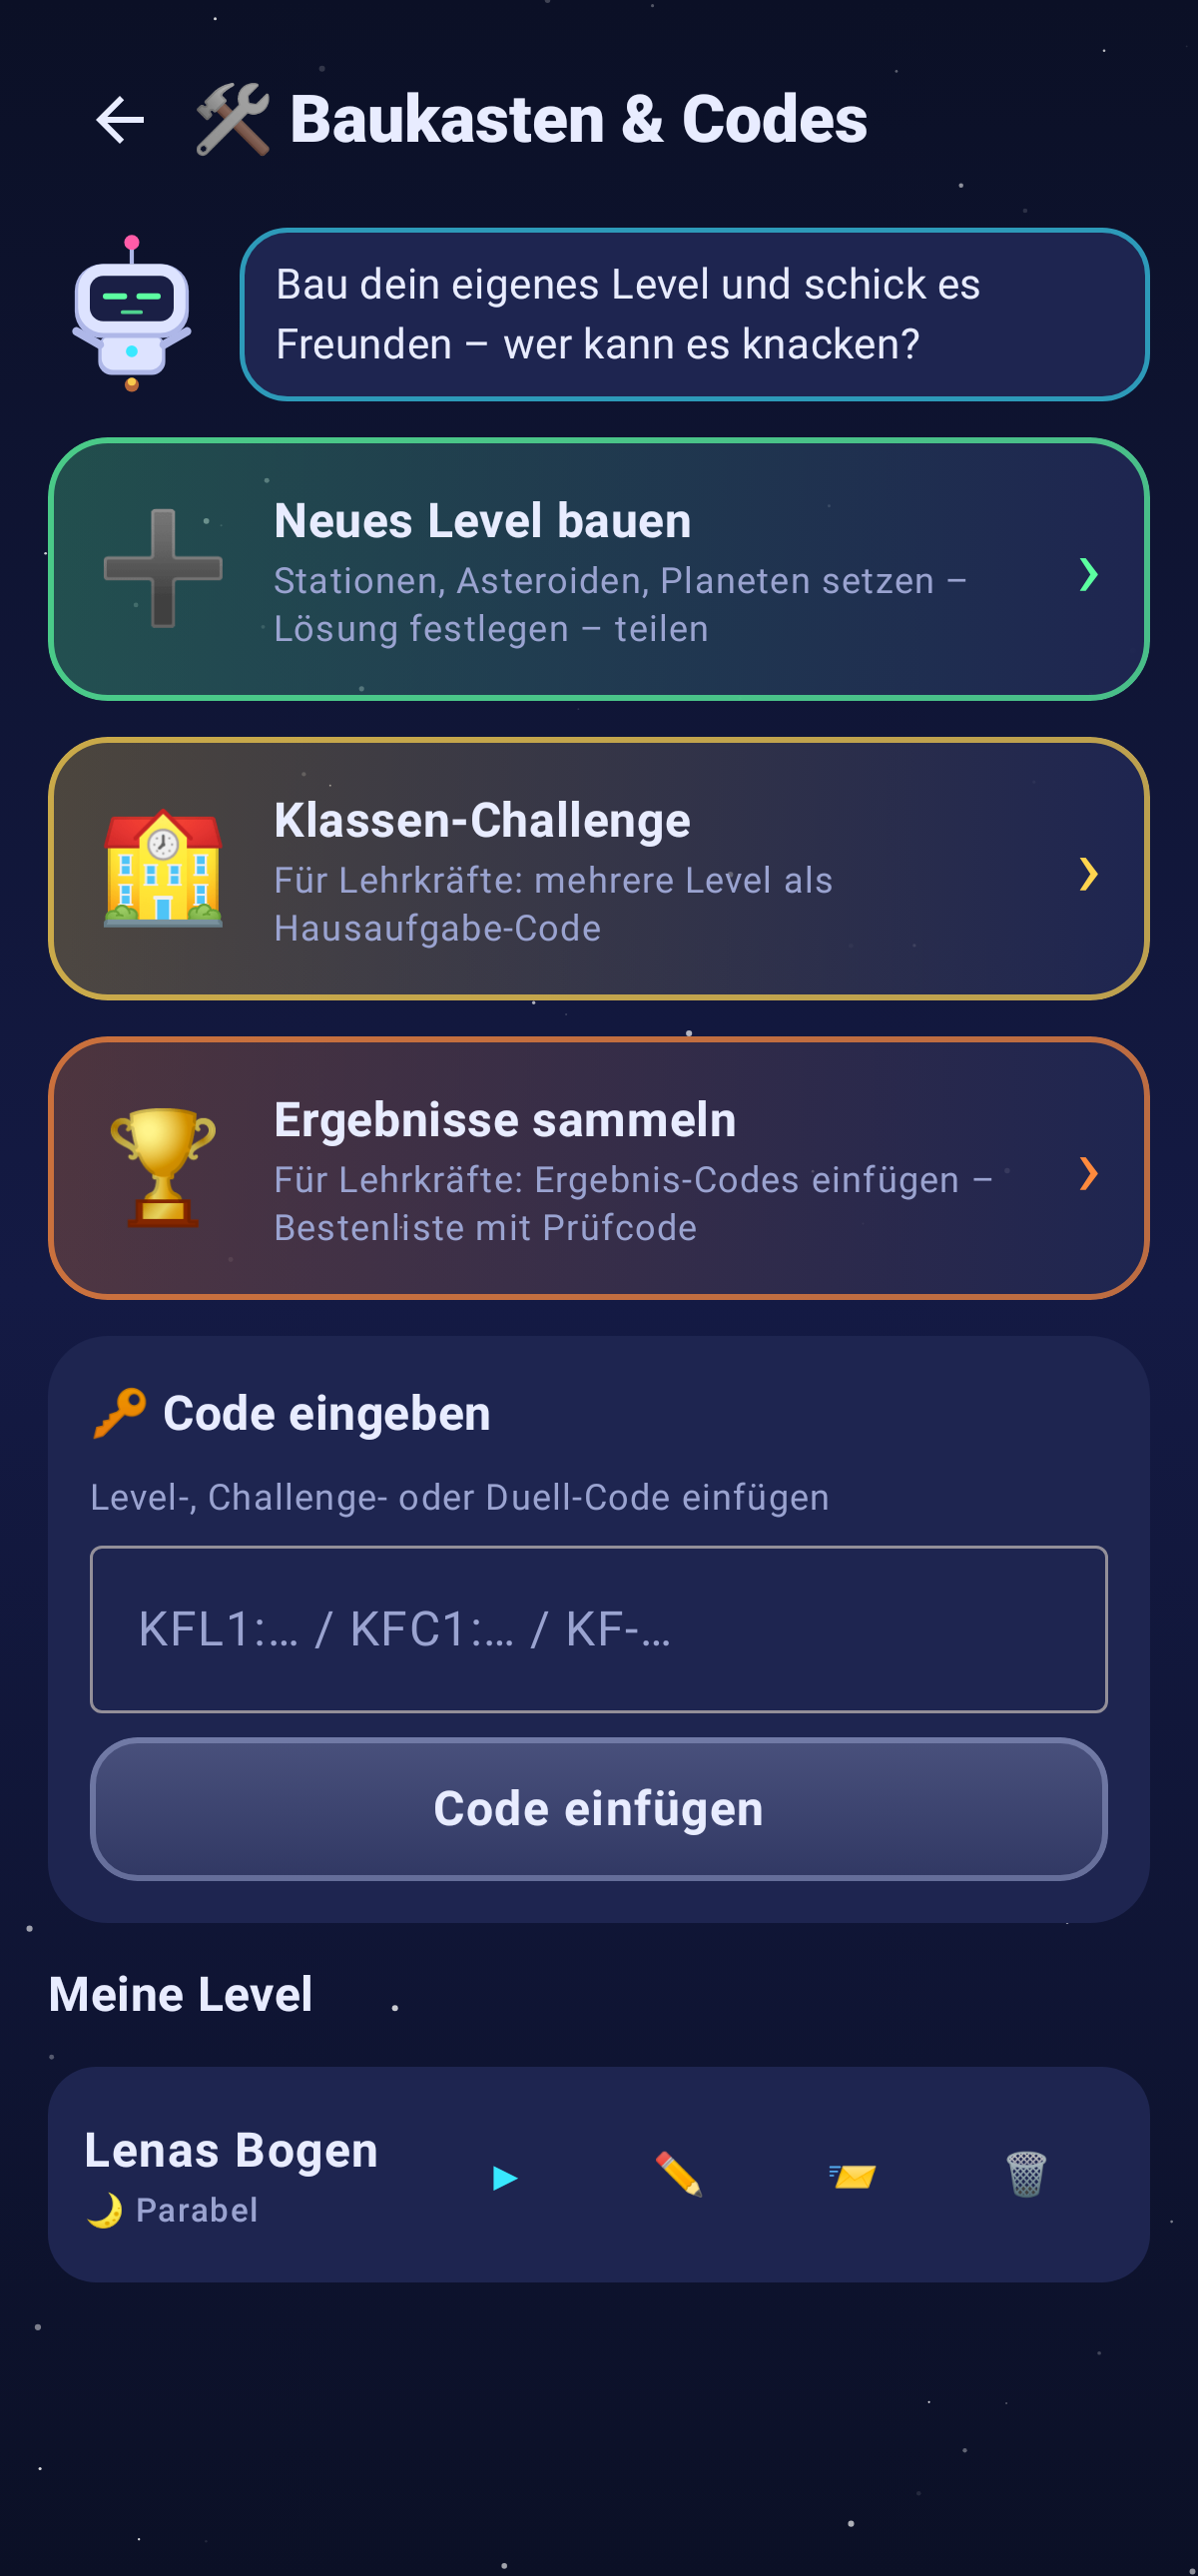 Baukasten & Codes
Bau dein eigenes Level und schick es
Freunden – wer kann es knacken?
Neues Level bauen
Stationen, Asteroiden, Planeten setzen –
Lösung festlegen – teilen
Klassen-Challenge
Für Lehrkräfte: mehrere Level als
Hausaufgabe-Code
Ergebnisse sammeln
Für Lehrkräfte: Ergebnis-Codes einfügen –
Bestenliste mit Prüfcode
Code eingeben
Level-, Challenge- oder Duell-Code einfügen
KFL1:… / KFC1:… / KF-…
Code einfügen
Meine Level
Lenas Bogen
Parabel